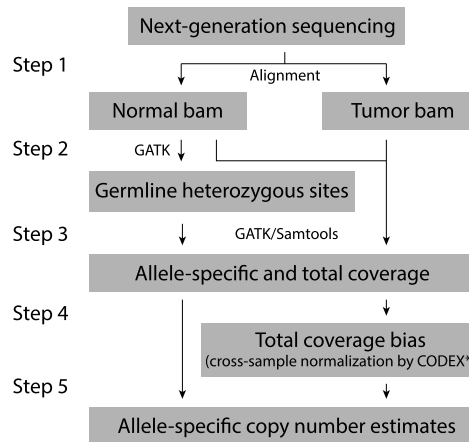 Next-generation sequencing
Step 1
Alignment
Normal bam
Tumor bam
Step 2
GATK
Germline heterozygous sites
Step 3
GATK/Samtools
Allele-specific and total coverage
Step 4
Total coverage bias
(cross-sample normalization by CODEX*
Step 5
Allele-specific copy number estimates